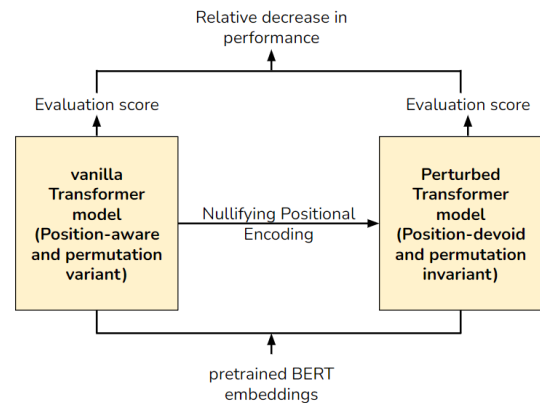 Relative decrease in
performance
Evaluation score
Evaluation score
vanilla
Transformer
model
(Position-aware
and permutation
variant)
Nullifying Positional
Encoding
Perturbed
Transformer
model
(Position-devoid
and permutation
invariant)
pretrained BERT
embeddings